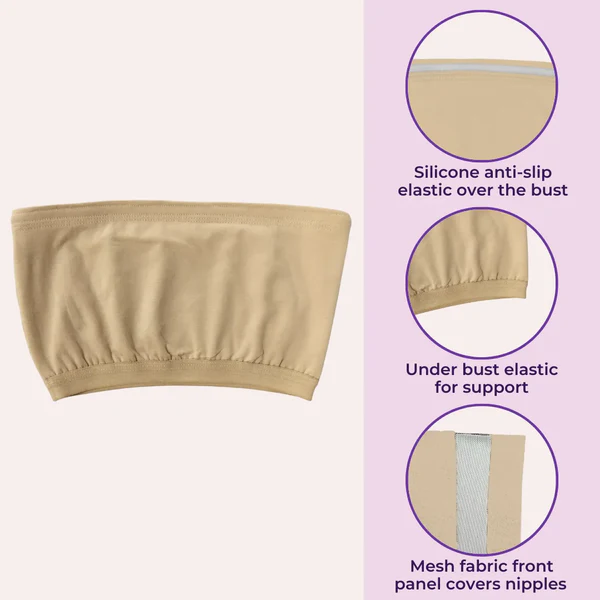 Silicone anti-slip
elastic over the bust
Under bust elastic
for support
Mesh fabric front
panel covers nipples